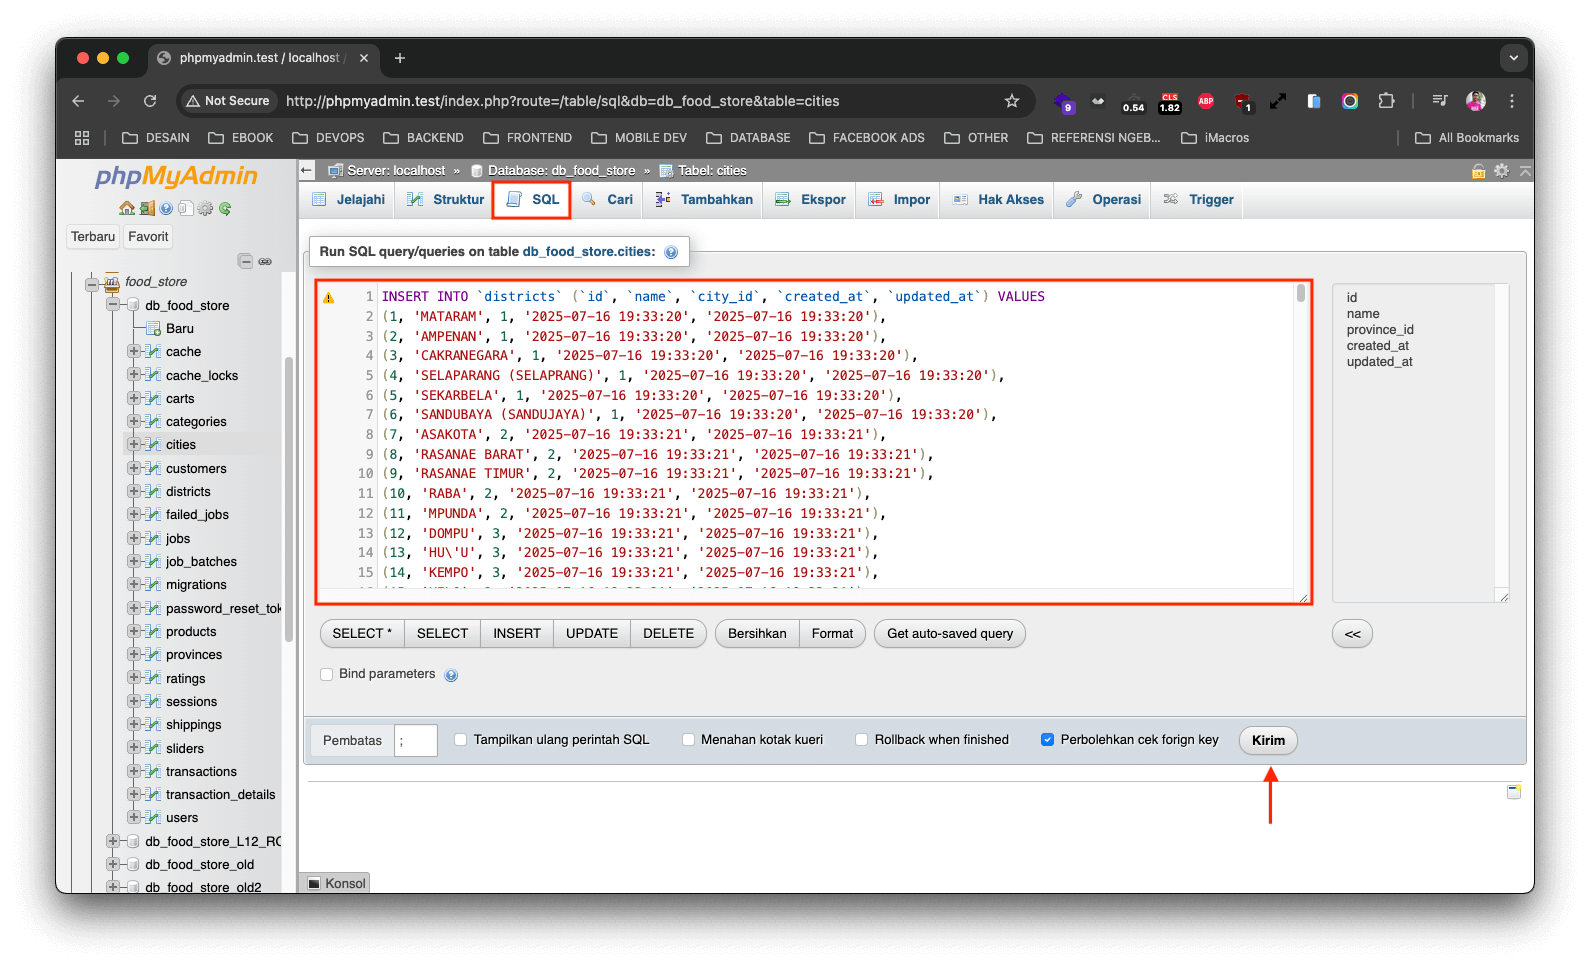 phpmyadmin.test / localhost /
Not Secure
http://phpmyadmin.test/index.php?route=/table/sql&db=db_food_store&table=cities
9
0.54
CLS
1.82
ABP
1
DESAIN
EBOOK
DEVOPS
BACKEND
FRONTEND
MOBILE DEV
DATABASE
FACEBOOK ADS
OTHER
REFERENSI NGEB...
iMacros
All Bookmarks
phpMyAdmin
Terbaru
Favorit
food_store
db_food_store
Baru
cache
cache_locks
carts
categories
cities
customers
districts
failed_jobs
jobs
job_batches
migrations
password_reset_tok
products
provinces
ratings
sessions
shippings
sliders
transactions
transaction_details
users
db_food_store_L12_RC
db_food_store_old
db_food_store_old2
Server: localhost » Database: db_food_store » Tabel: cities
Jelajahi
Struktur
SQL
Cari
Tambahkan
Ekspor
Impor
Hak Akses
Operasi
Trigger
Run SQL query/queries on table db_food_store.cities:
1 INSERT INTO `districts` (`id`, `name`, `city_id`, `created_at`, `updated_at`) VALUES
2 (1, 'MATARAM', 1, '2025-07-16 19:33:20', '2025-07-16 19:33:20'),
3 (2, 'AMPENAN', 1, '2025-07-16 19:33:20', '2025-07-16 19:33:20'),
4 (3, 'CAKRANEGARA', 1, '2025-07-16 19:33:20', '2025-07-16 19:33:20'),
5 (4, 'SELAPARANG (SELAPRANG)', 1, '2025-07-16 19:33:20', '2025-07-16 19:33:20'),
6 (5, 'SEKARBELA', 1, '2025-07-16 19:33:20', '2025-07-16 19:33:20'),
7 (6, 'SANDUBAYA (SANDUJAYA)', 1, '2025-07-16 19:33:20', '2025-07-16 19:33:20'),
8 (7, 'ASAKOTA', 2, '2025-07-16 19:33:21', '2025-07-16 19:33:21'),
9 (8, 'RASANAE BARAT', 2, '2025-07-16 19:33:21', '2025-07-16 19:33:21'),
10 (9, 'RASANAE TIMUR', 2, '2025-07-16 19:33:21', '2025-07-16 19:33:21'),
11 (10, 'RABA', 2, '2025-07-16 19:33:21', '2025-07-16 19:33:21'),
12 (11, 'MPUNDA', 2, '2025-07-16 19:33:21', '2025-07-16 19:33:21'),
13 (12, 'DOMPU', 3, '2025-07-16 19:33:21', '2025-07-16 19:33:21'),
14 (13, 'HU\'U', 3, '2025-07-16 19:33:21', '2025-07-16 19:33:21'),
15 (14, 'KEMPO', 3, '2025-07-16 19:33:21', '2025-07-16 19:33:21'),
id
name
province_id
created_at
updated_at
SELECT *
SELECT
INSERT
UPDATE
DELETE
Bersihkan
Format
Get auto-saved query
<<
Bind parameters
Pembatas
;
Tampilkan ulang perintah SQL
Menahan kotak kueri
Rollback when finished
Perbolehkan cek forign key
Kirim
Konsol